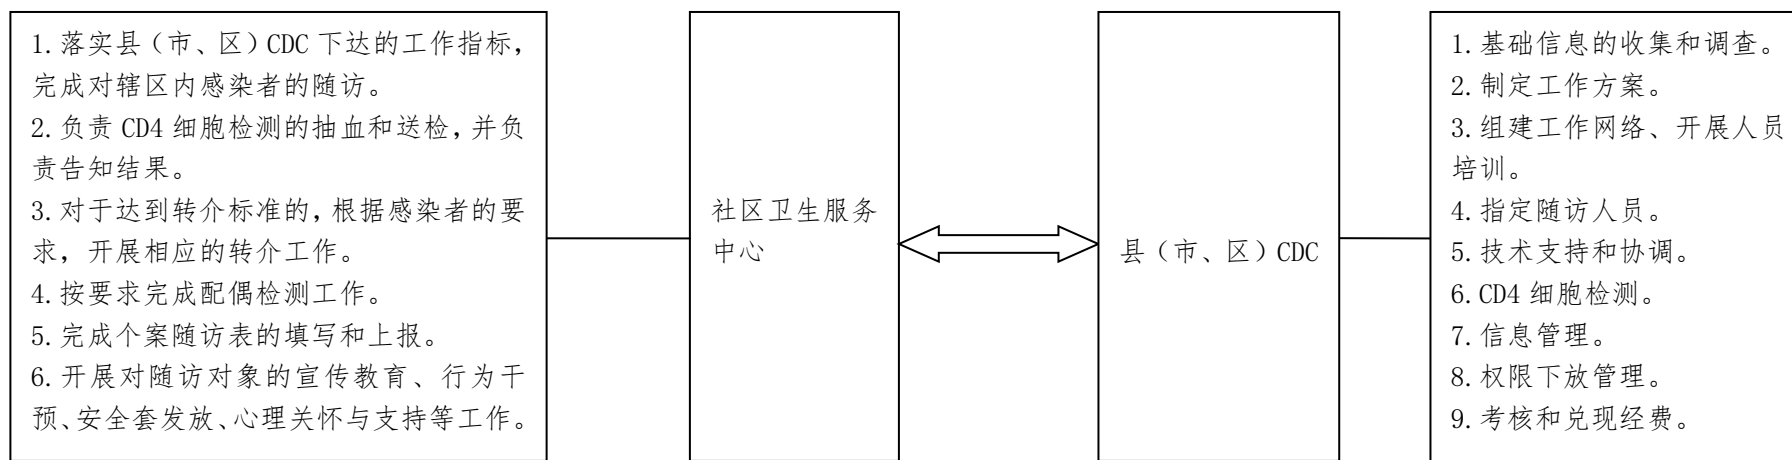 1.落实县（市、区）CDC 下达的工作指标，
完成对辖区内感染者的随访。
2.负责 CD4 细胞检测的抽血和送检，并负
责告知结果。
3.对于达到转介标准的，根据感染者的要
求，开展相应的转介工作。
4.按要求完成配偶检测工作。
5.完成个案随访表的填写和上报。
6.开展对随访对象的宣传教育、行为干
预、安全套发放、心理关怀与支持等工作。
社区卫生服务
中心
县（市、区）CDC
1.基础信息的收集和调查。
2.制定工作方案。
3.组建工作网络、开展人员
培训。
4.指定随访人员。
5.技术支持和协调。
6.CD4 细胞检测。
7.信息管理。
8.权限下放管理。
9.考核和兑现经费。